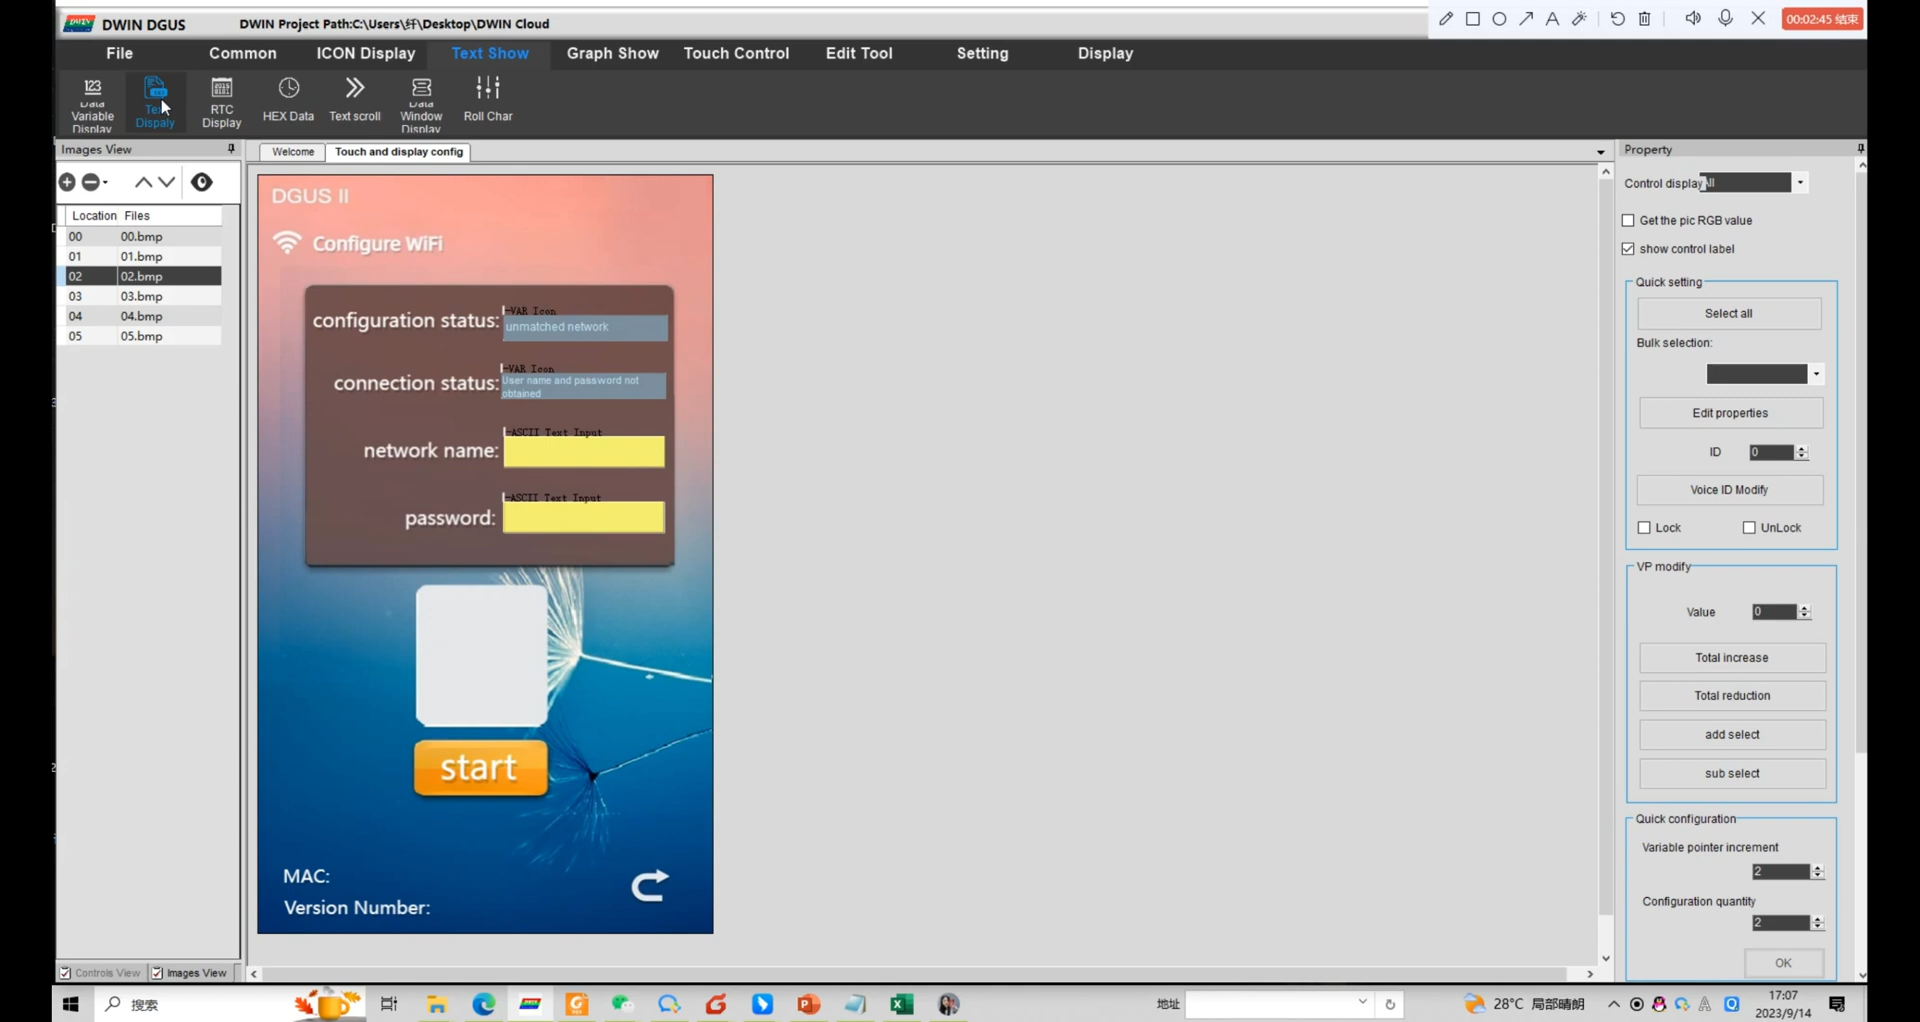 DWIN DGUS
DWIN Project Path:C:\Users\纤\Desktop\DWIN Cloud
00:02:45 结束
File Common ICON Display Text Show Graph Show Touch Control Edit Tool Setting Display
Data Variable Display
Text Dispaly
RTC Display
HEX Data
Text scroll
Data Window Display
Roll Char
Images View
Location Files
00 00.bmp
01 01.bmp
02 02.bmp
03 03.bmp
04 04.bmp
05 05.bmp
Controls View
Images View
Welcome
Touch and display config
DGUS II
Configure WiFi
configuration status:
VAR Icon
unmatched network
connection status:
VAR Icon
User name and password not
obtained
network name:
ASCII Text Input
password:
ASCII Text Input
start
MAC:
Version Number:
Property
Control display
Get the pic RGB value
show control label
Quick setting
Select all
Bulk selection:
Edit properties
ID 0
Voice ID Modify
Lock UnLock
VP modify
Value 0
Total increase
Total reduction
add select
sub select
Quick configuration
Variable pointer increment
2
Configuration quantity
2
OK
搜索
地址
28°C 局部晴朗
17:07
2023/9/14